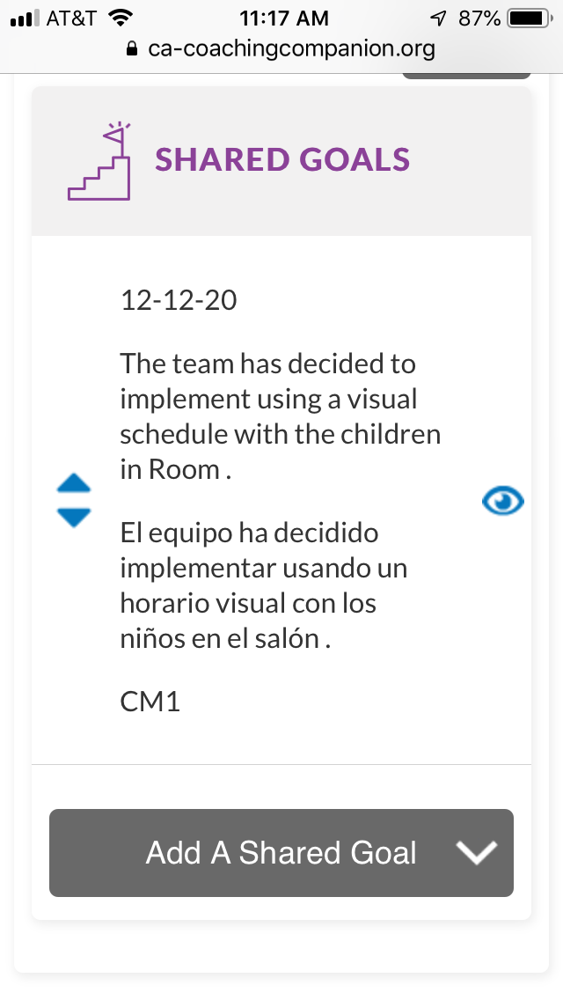 AT&T 11:17 AM 87%
ca-coachingcompanion.org
SHARED GOALS
12-12-20
The team has decided to
implement using a visual
schedule with the children
in Room .
El equipo ha decidido
implementar usando un
horario visual con los
niños en el salón .
CM1
Add A Shared Goal